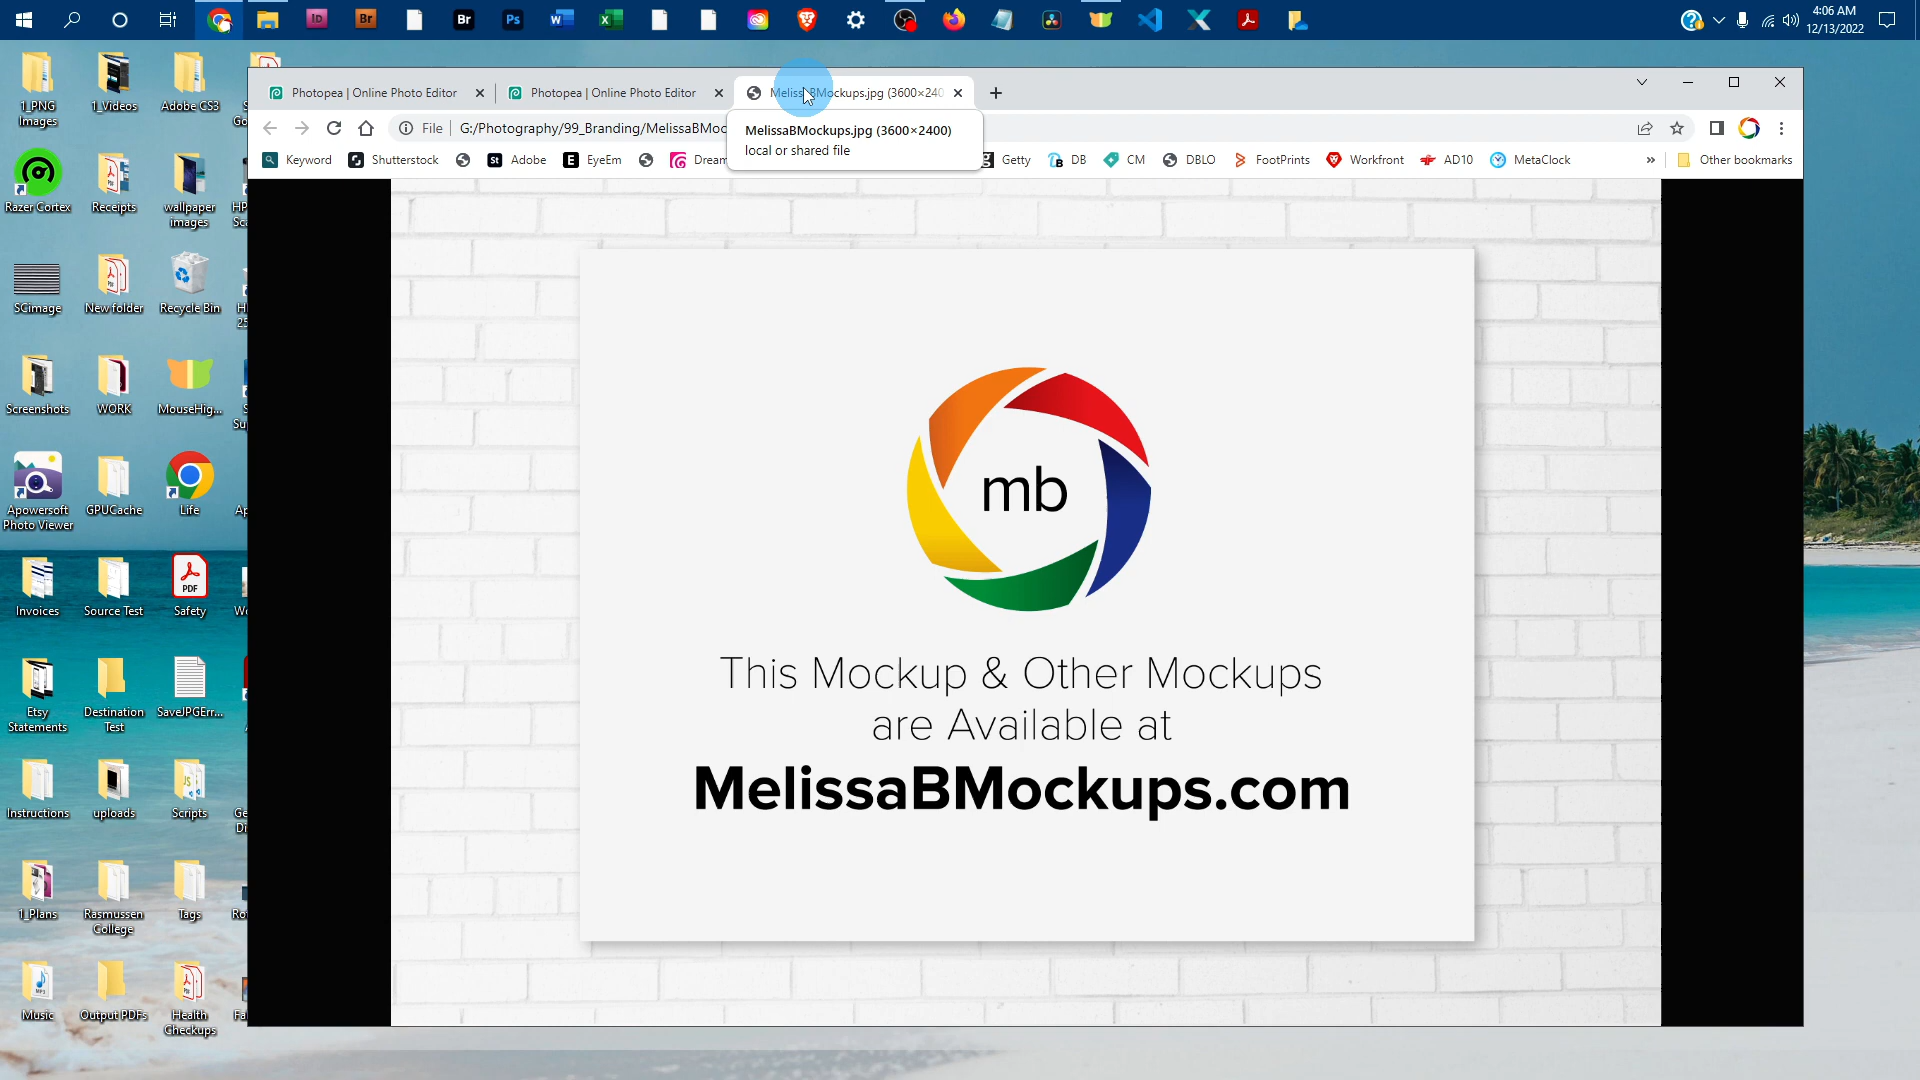 4:06 AM
12/13/2022
Photopea | Online Photo Editor
Photopea | Online Photo Editor
MelissaBMockups.jpg (3600×240
File
G:/Photography/99_Branding/MelissaBMoc
MelissaBMockups.jpg (3600×2400)
local or shared file
Keyword
Shutterstock
Adobe
EyeEm
Dream
Getty
DB
CM
DBLO
FootPrints
Workfront
AD10
MetaClock
Other bookmarks
1_PNG
Images
1_Videos
Adobe CS3
Razer Cortex
Receipts
wallpaper
images
SCimage
New folder
Recycle Bin
Screenshots
WORK
MouseHig...
Apowersoft
Photo Viewer
GPUCache
Life
Invoices
Source Test
PDF
Safety
Etsy
Statements
Destination
Test
SaveJPGErr...
Instructions
uploads
Scripts
1_Plans
Rasmussen
College
Tags
Music
Output PDFs
Health
Checkups
mb
This Mockup & Other Mockups
are Available at
MelissaBMockups.com